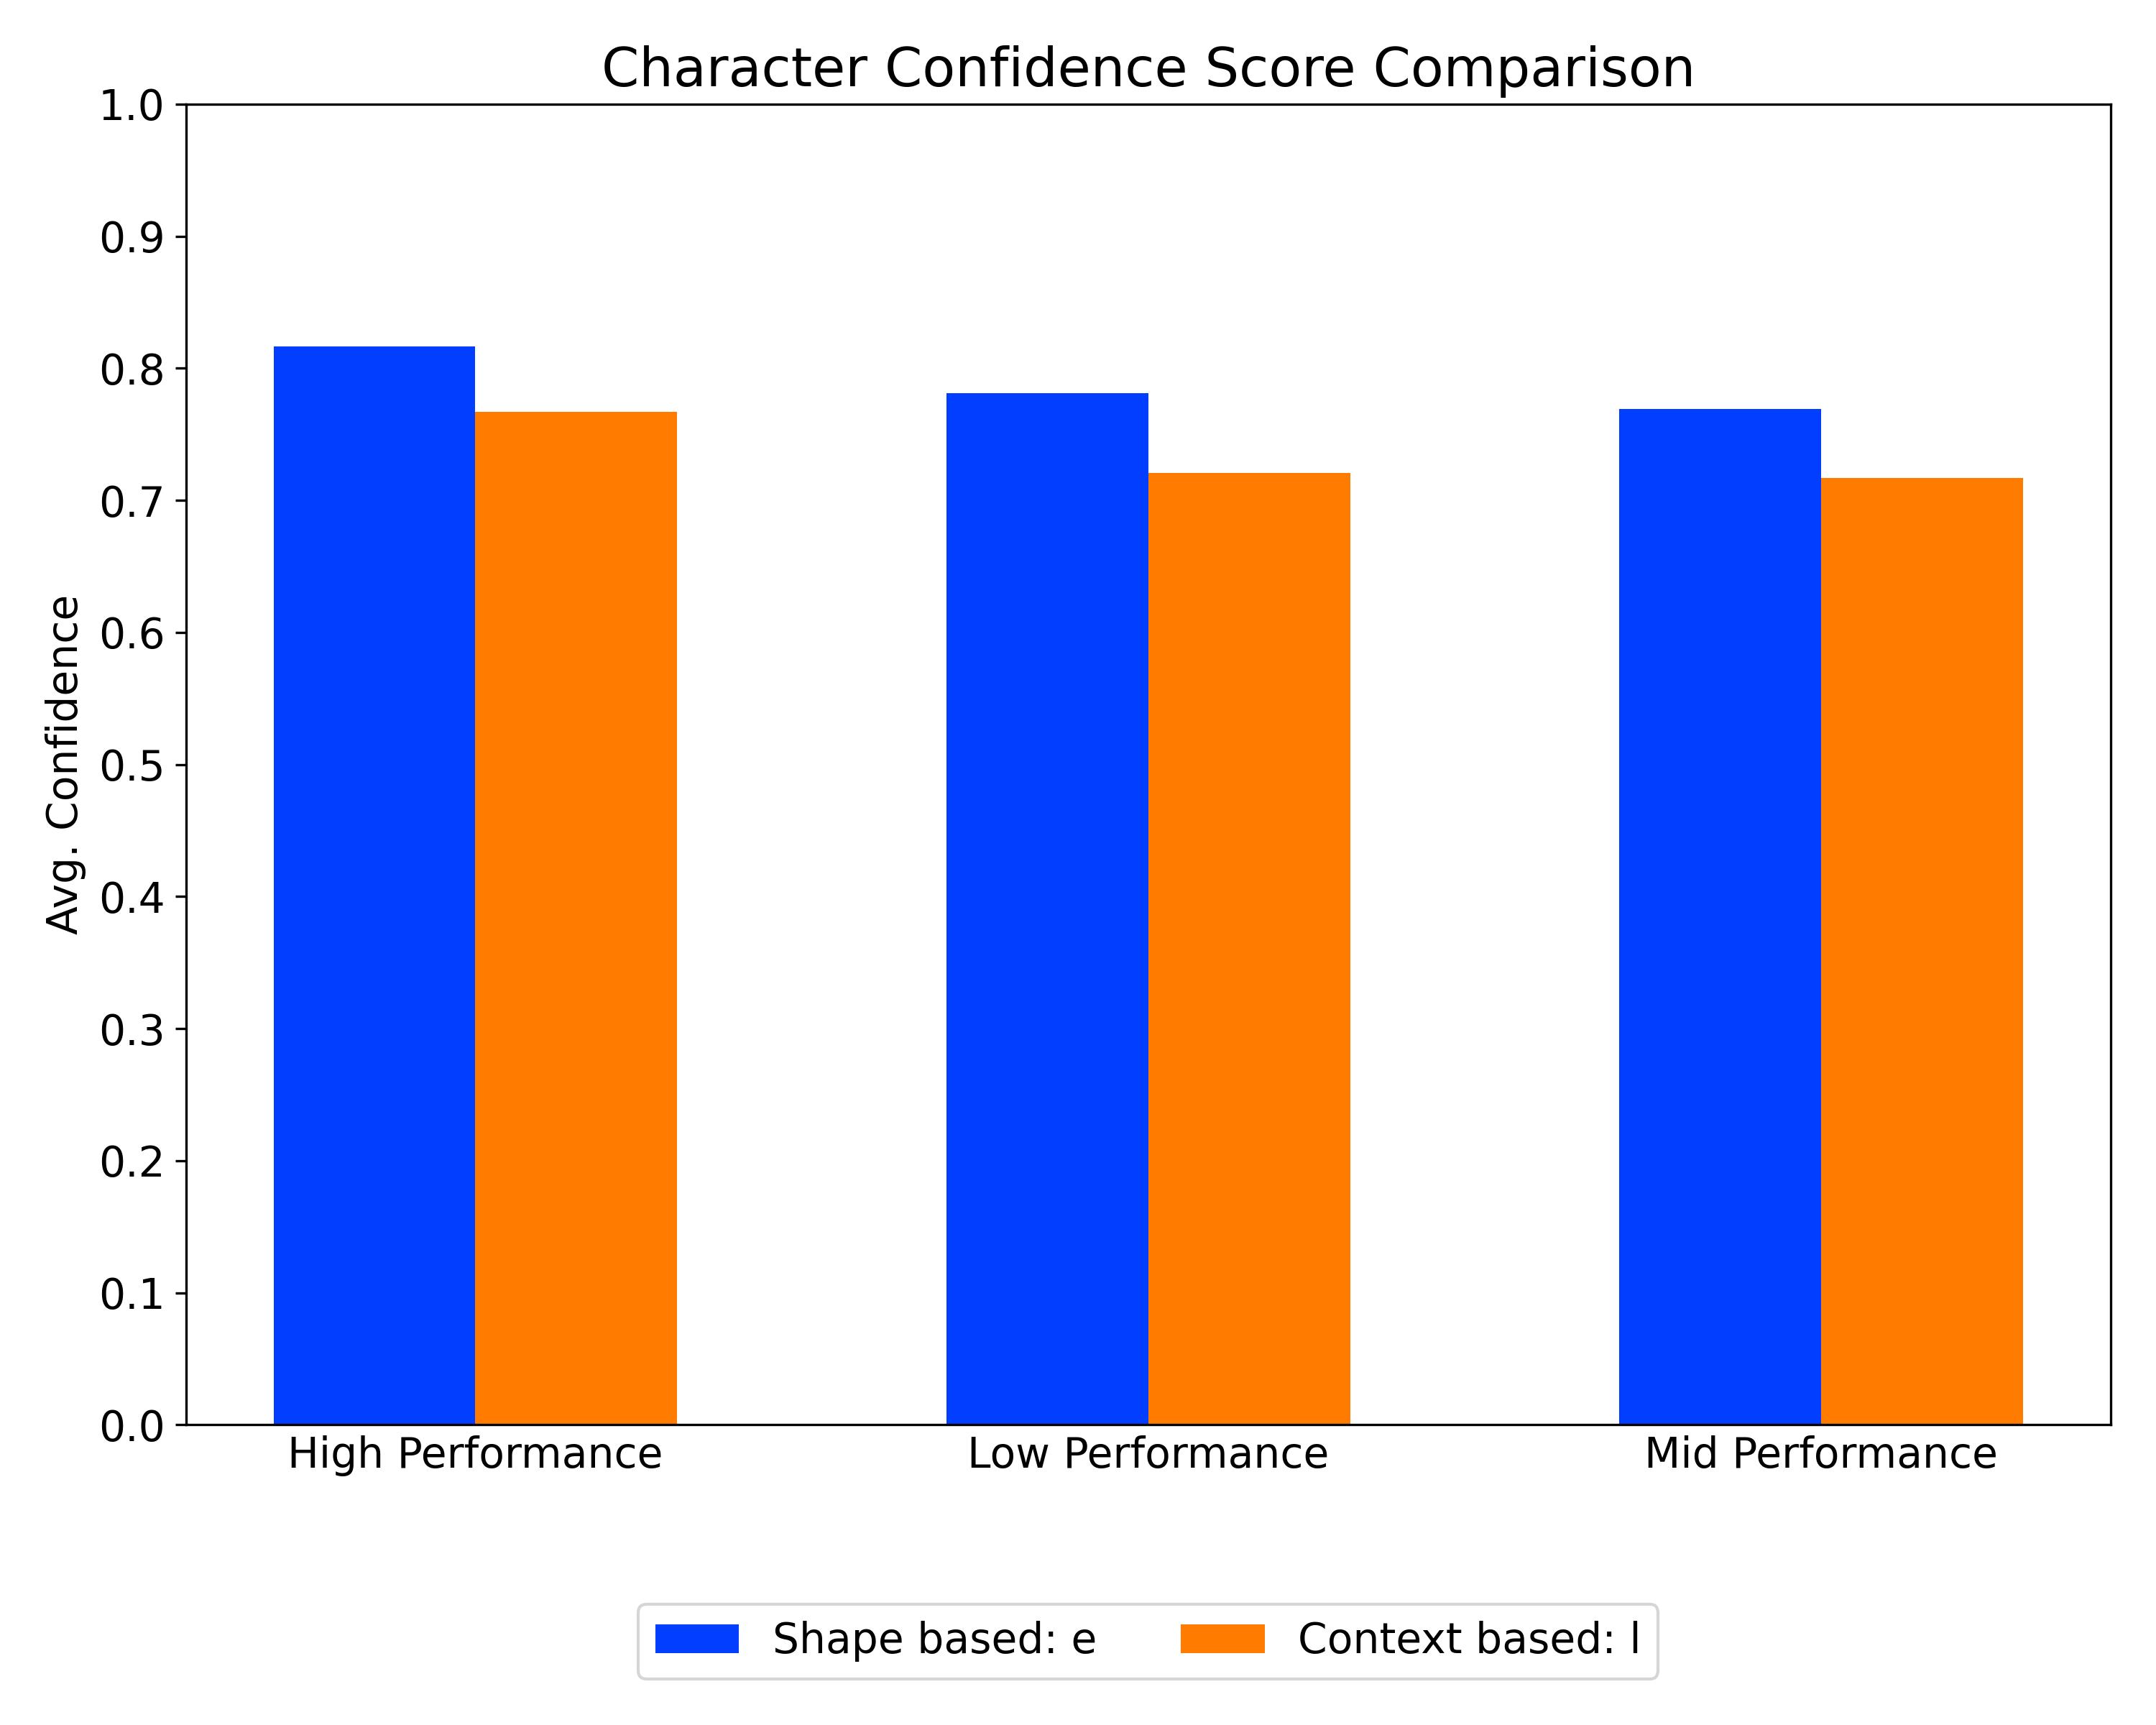 Character Confidence Score Comparison
1.0
0.9
0.8
0.7
0.6
0.5
0.4
0.3
0.2
0.1
0.0
Avg. Confidence
High Performance Low Performance Mid Performance
Shape based: e Context based: l